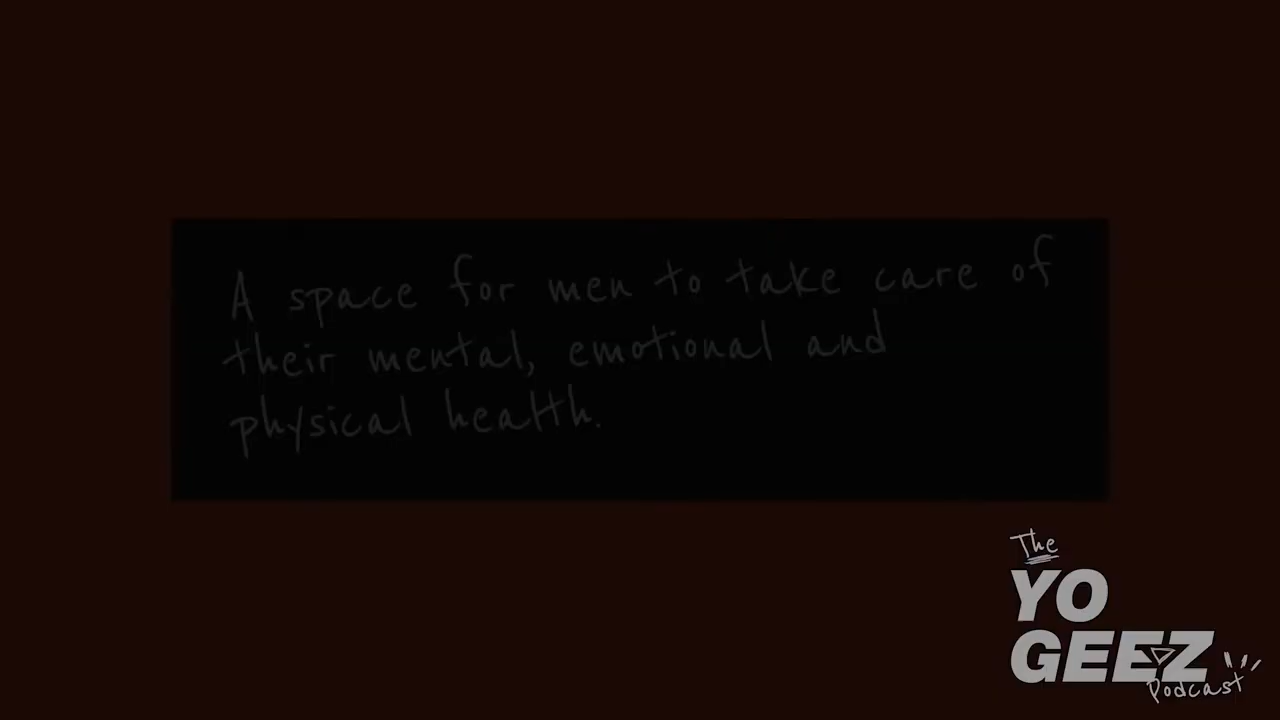 A space for men to take care of
their mental, emotional and
physical health.
The
YO
GEEZ
Podcast